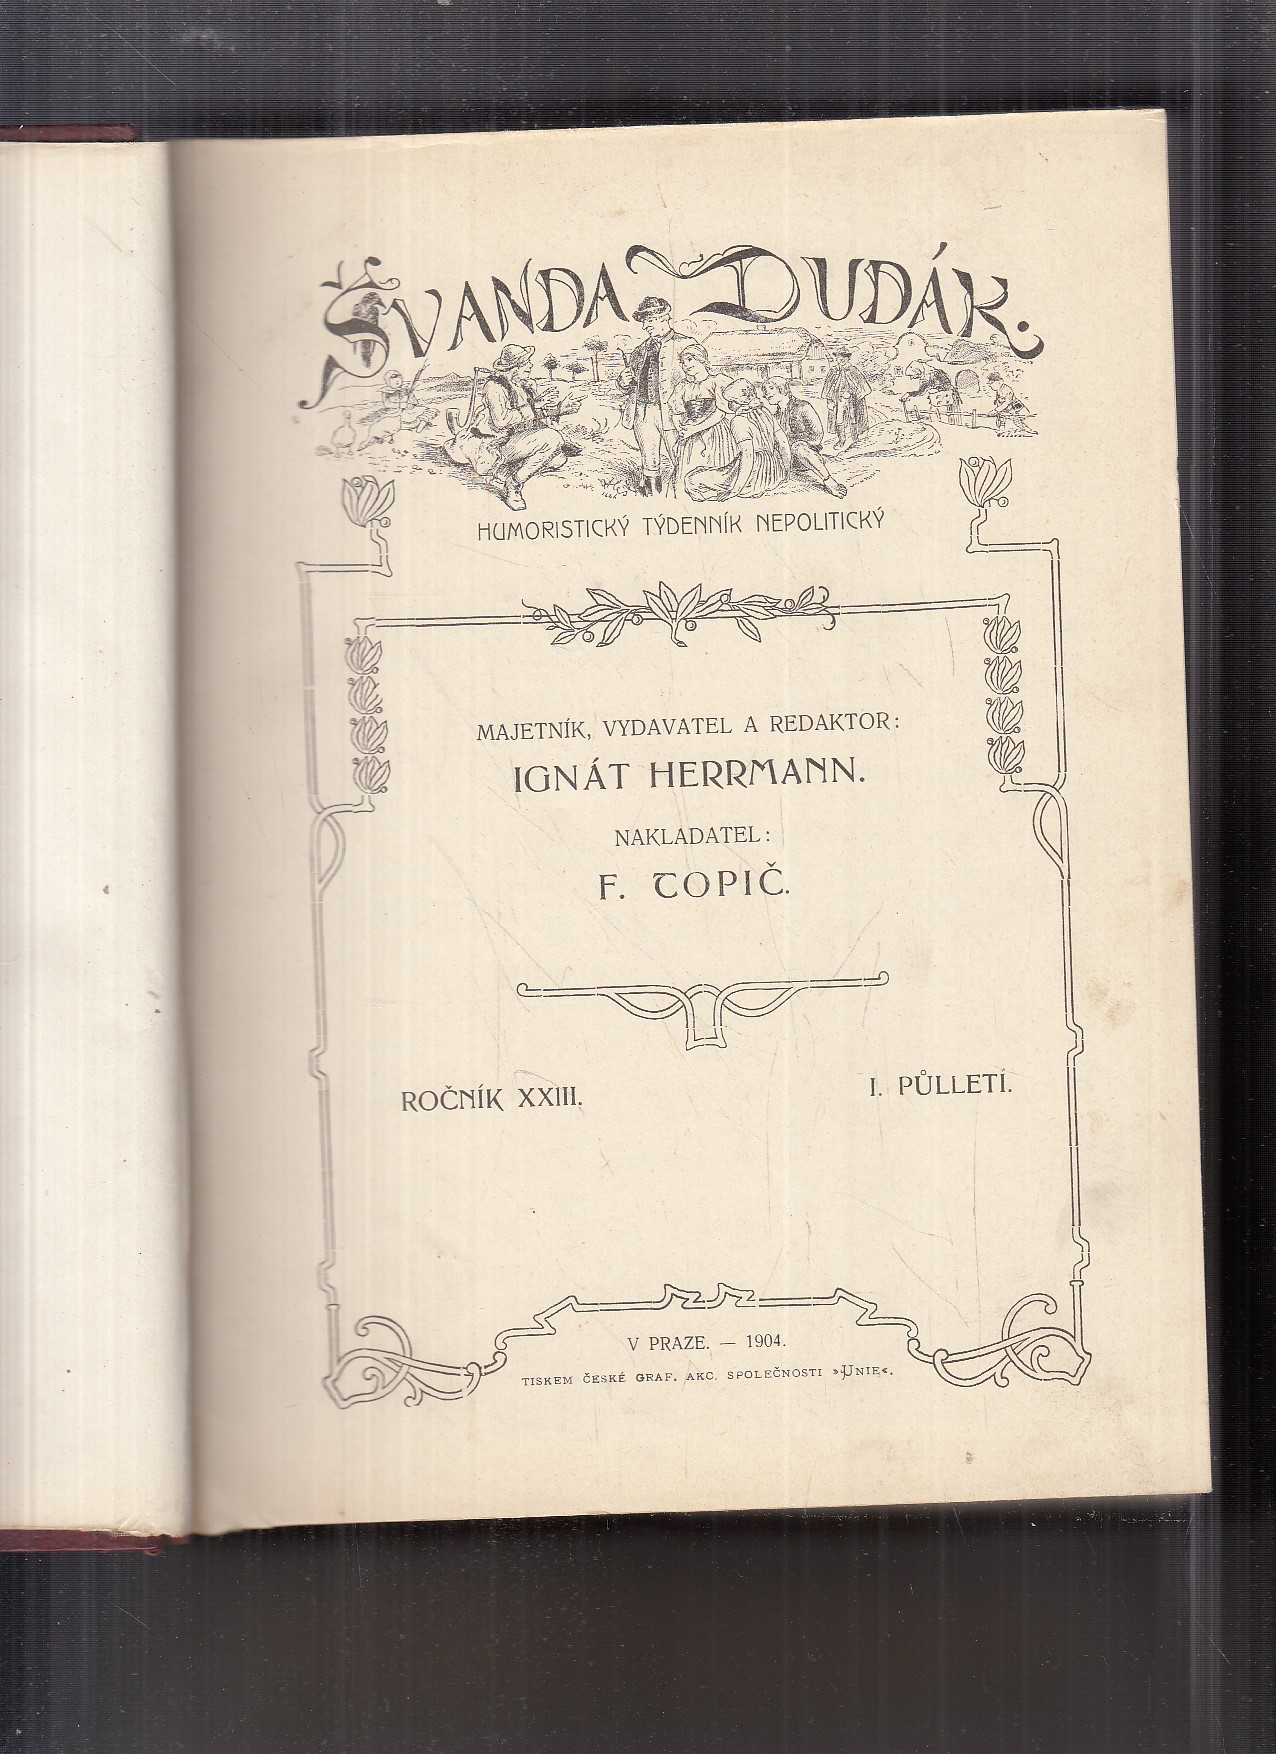 ŠVANDA DUDÁK.
HUMORISTICKÝ TÝDENNÍK NEPOLITICKÝ
MAJETNÍK, VYDAVATEL A REDAKTOR:
IGNÁT HERRMANN.
NAKLADATEL:
F. TOPIČ.
ROČNÍK XXIII.
I. PŮLLETÍ.
V PRAZE. — 1904.
TISKEM ČESKÉ GRAF. AKC. SPOLEČNOSTI »UNIE«.